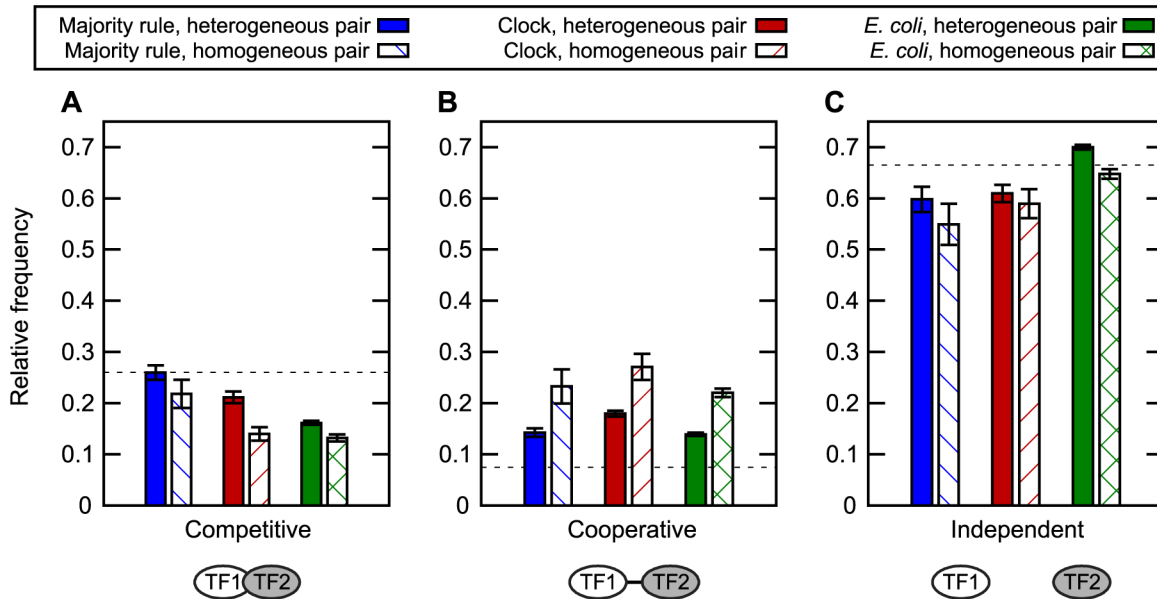 Majority rule, heterogeneous pair
Majority rule, homogeneous pair
Clock, heterogeneous pair
Clock, homogeneous pair
E. coli, heterogeneous pair
E. coli, homogeneous pair
A
B
C
Relative frequency
0.7
0.6
0.5
0.4
0.3
0.2
0.1
0
Competitive
TF1 TF2
0.7
0.6
0.5
0.4
0.3
0.2
0.1
0
Cooperative
TF1 TF2
0.7
0.6
0.5
0.4
0.3
0.2
0.1
0
Independent
TF1 TF2